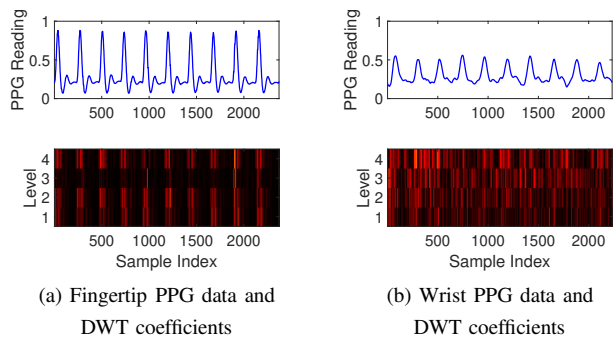 1
0.5
0
PPG Reading
500 1000 1500 2000
4
3
2
1
Level
500 1000 1500 2000
Sample Index
(a) Fingertip PPG data and
DWT coefficients
1
0.5
0
PPG Reading
500 1000 1500 2000
4
3
2
1
Level
500 1000 1500 2000
Sample Index
(b) Wrist PPG data and
DWT coefficients